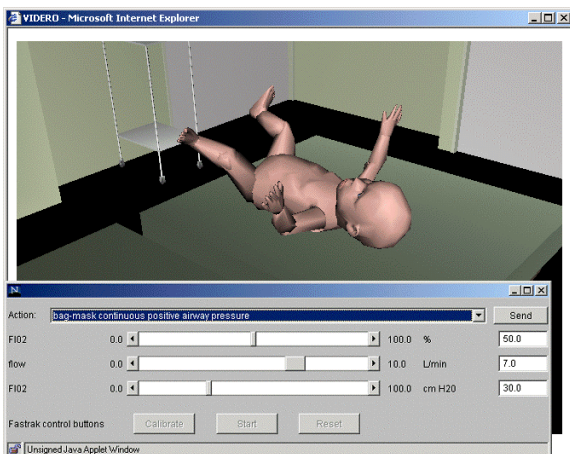 VIDERO - Microsoft Internet Explorer
Action: bag-mask continuous positive airway pressure Send
FIO2 0.0 100.0 % 50.0
flow 0.0 10.0 L/min 7.0
FIO2 0.0 100.0 cm H20 30.0
Fastrak control buttons Calibrate Start Reset
Unsigned Java Applet Window